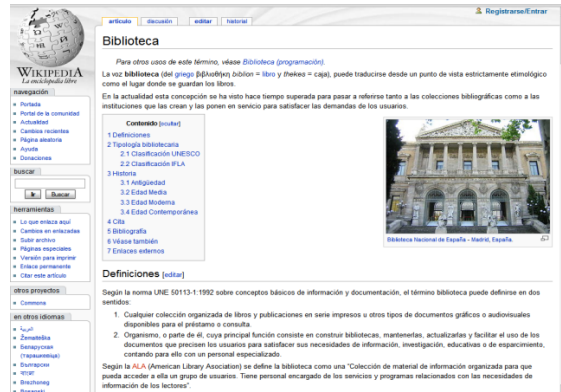 Registrarse/Entrar
artículo discusión editar historial
Biblioteca
Para otros usos de este término, véase Biblioteca (programación).
La voz biblioteca (del griego βιβλιοθήκη biblion = libro y thekes = caja), puede traducirse desde un punto de vista estrictamente etimológico
como el lugar donde se guardan los libros.
En la actualidad esta concepción se ha visto hace tiempo superada para pasar a referirse tanto a las colecciones bibliográficas como a las
instituciones que las crean y las ponen en servicio para satisfacer las demandas de los usuarios.
Contenido [ocultar]
1 Definiciones
2 Tipología bibliotecaria
2.1 Clasificación UNESCO
2.2 Clasificación IFLA
3 Historia
3.1 Antigüedad
3.2 Edad Media
3.3 Edad Moderna
3.4 Edad Contemporánea
4 Cita
5 Bibliografía
6 Véase también
7 Enlaces externos
Biblioteca Nacional de España - Madrid, España.
Definiciones [editar]
Según la norma UNE 50113-1:1992 sobre conceptos básicos de información y documentación, el término biblioteca puede definirse en dos
sentidos:
1. Cualquier colección organizada de libros y publicaciones en serie impresos u otros tipos de documentos gráficos o audiovisuales
disponibles para el préstamo o consulta.
2. Organismo, o parte de él, cuya principal función consiste en construir bibliotecas, mantenerlas, actualizarlas y facilitar el uso de los
documentos que precisen los usuarios para satisfacer sus necesidades de información, investigación, educativas o de esparcimiento,
contando para ello con un personal especializado.
Según la ALA (American Library Asociation) se define la biblioteca como una "Colección de material de información organizada para que
pueda acceder a ella un grupo de usuarios. Tiene personal encargado de los servicios y programas relacionados con las necesidades de
información de los lectores".
WIKIPEDIA
La enciclopedia libre
navegación
Portada
Portal de la comunidad
Actualidad
Cambios recientes
Página aleatoria
Ayuda
Donaciones
buscar
Ir Buscar
herramientas
Lo que enlaza aquí
Cambios en enlazadas
Subir archivo
Páginas especiales
Versión para imprimir
Enlace permanente
Citar este artículo
otros proyectos
Commons
en otros idiomas
العربية
Žemaitėška
Беларуская
(тарашкевіца)
Български
বাংলা
Brezhoneg
Bosanski